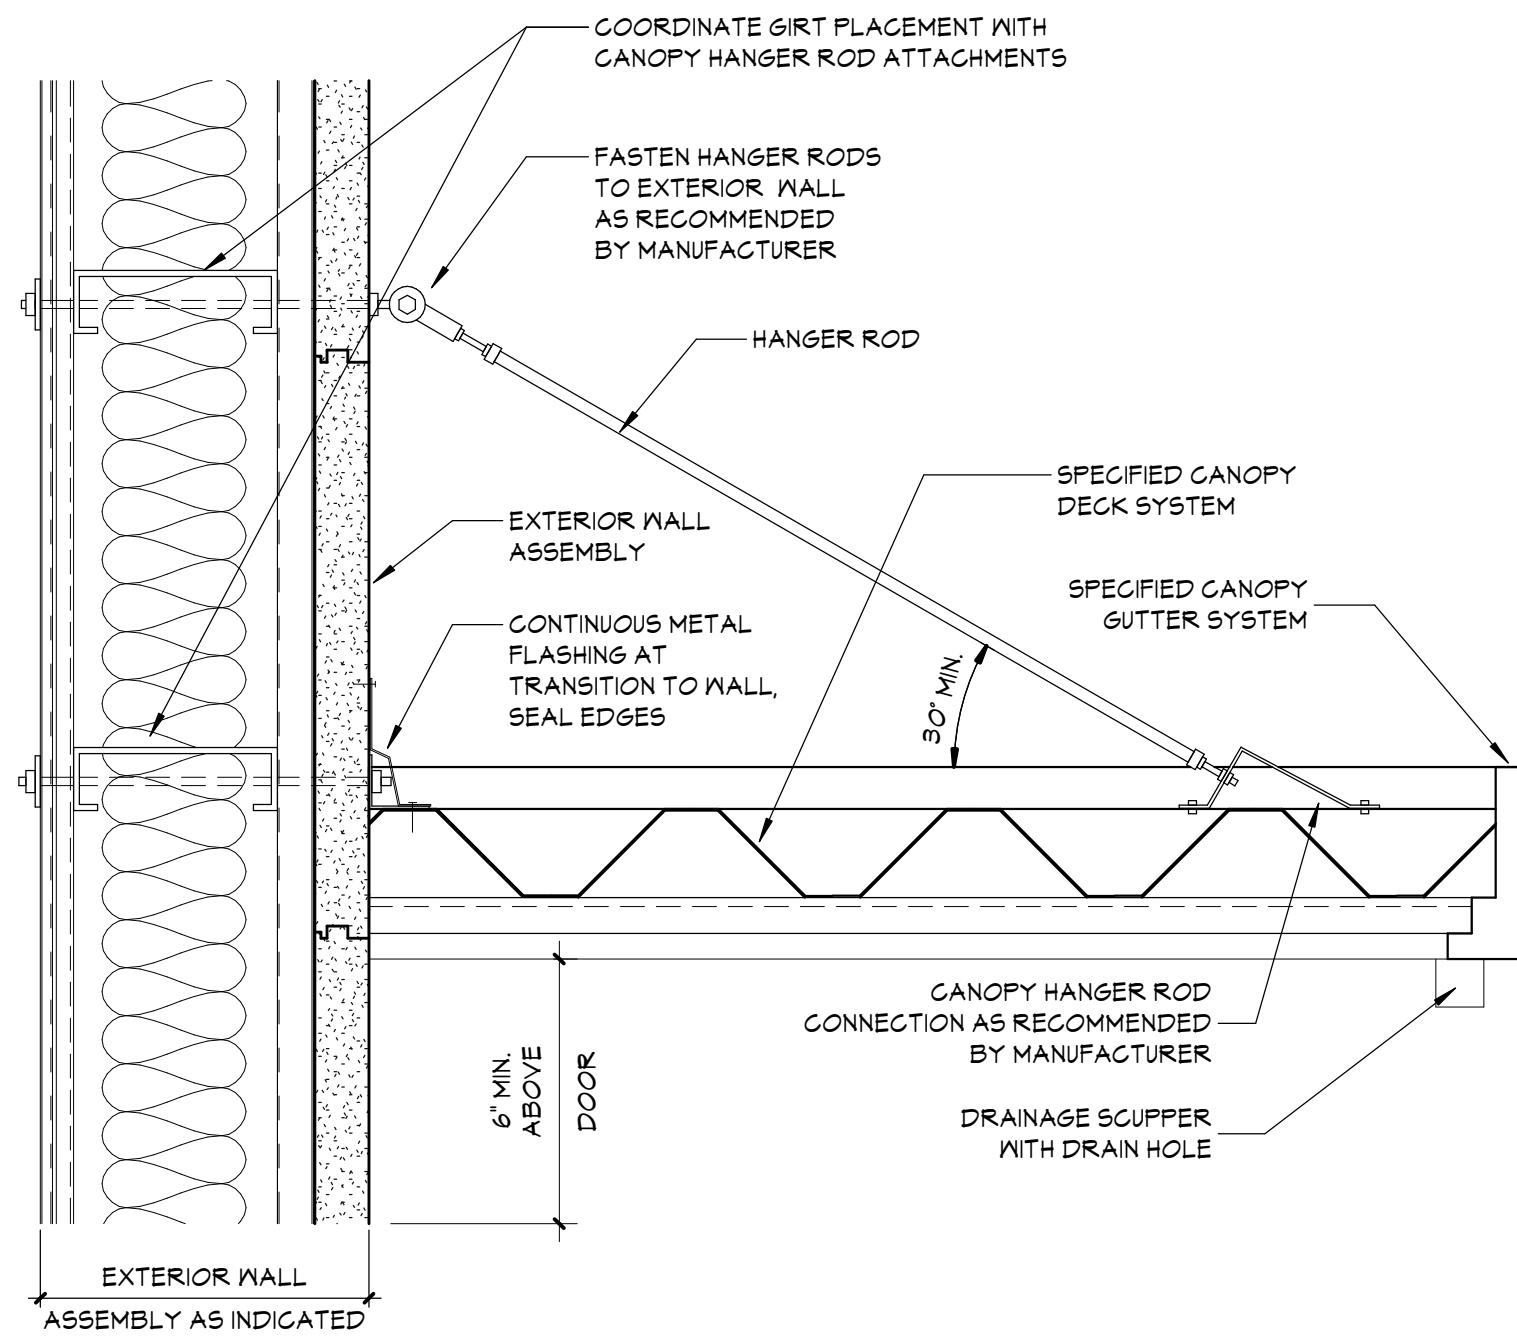 COORDINATE GIRT PLACEMENT WITH
CANOPY HANGER ROD ATTACHMENTS
FASTEN HANGER RODS
TO EXTERIOR WALL
AS RECOMMENDED
BY MANUFACTURER
HANGER ROD
SPECIFIED CANOPY
DECK SYSTEM
EXTERIOR WALL
ASSEMBLY
SPECIFIED CANOPY
GUTTER SYSTEM
CONTINUOUS METAL
FLASHING AT
TRANSITION TO WALL,
SEAL EDGES
30° MIN.
CANOPY HANGER ROD
CONNECTION AS RECOMMENDED
BY MANUFACTURER
6" MIN.
ABOVE
DOOR
DRAINAGE SCUPPER
WITH DRAIN HOLE
EXTERIOR WALL
ASSEMBLY AS INDICATED